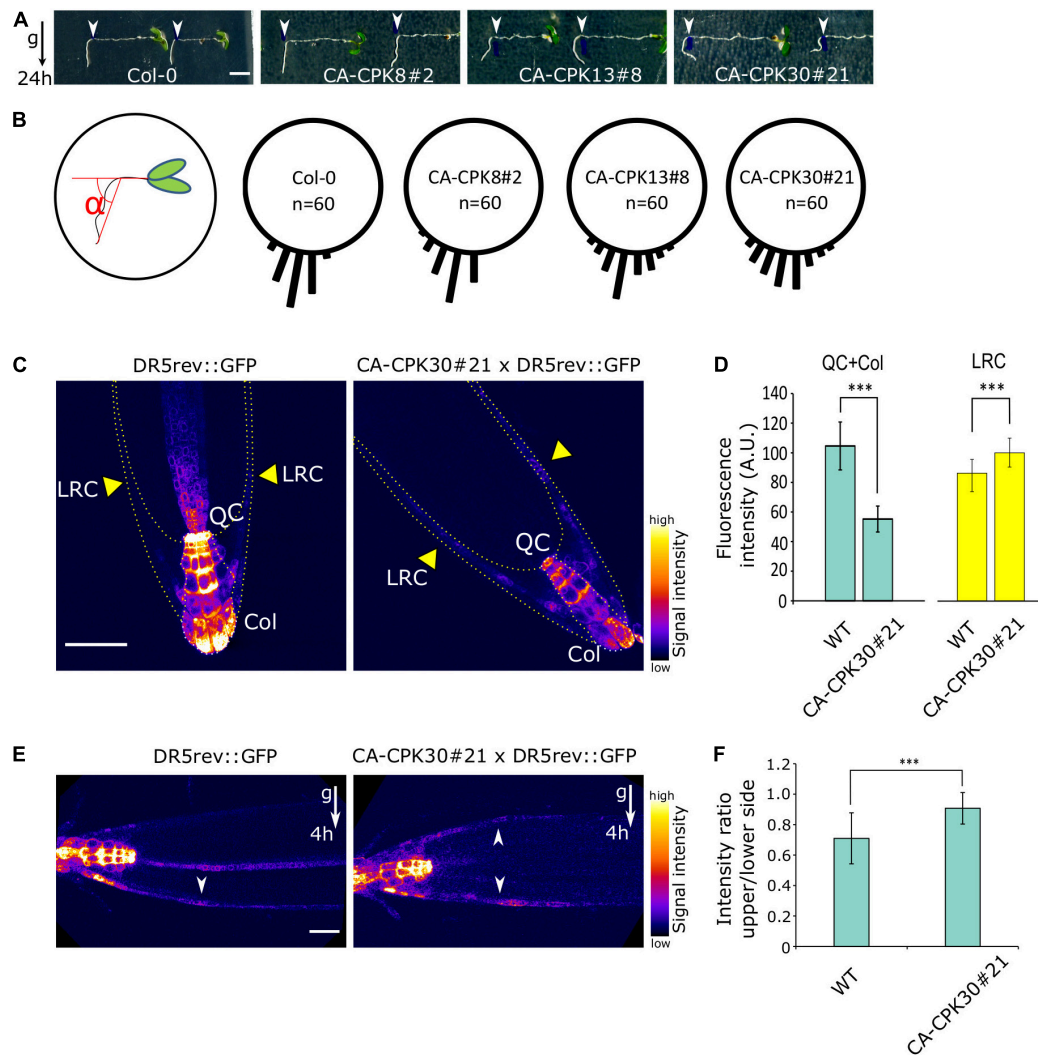 A
g
24h
Col-0
CA-CPK8#2
CA-CPK13#8
CA-CPK30#21
B
α
Col-0
n=60
CA-CPK8#2
n=60
CA-CPK13#8
n=60
CA-CPK30#21
n=60
C
DR5rev::GFP
CA-CPK30#21 x DR5rev::GFP
LRC
LRC
QC
Col
LRC
QC
Col
high
Signal intensity
low
D
QC+Col
LRC
***
***
Fluorescence
intensity (A.U.)
140
120
100
80
60
40
20
0
WT
CA-CPK30#21
WT
CA-CPK30#21
E
DR5rev::GFP
CA-CPK30#21 x DR5rev::GFP
g
4h
g
4h
high
Signal intensity
low
F
***
Intensity ratio
upper/lower side
1.2
1.0
0.8
0.6
0.4
0.2
0
WT
CA-CPK30#21